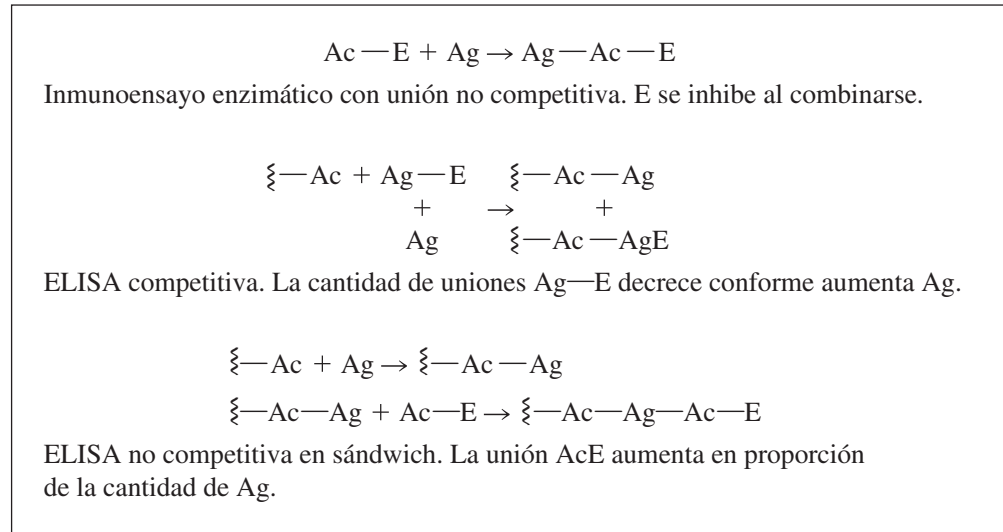 Ac—E + Ag → Ag—Ac—E
Inmunoensayo enzimático con unión no competitiva. E se inhibe al combinarse.
⌇—Ac + Ag—E ⌇—Ac—Ag
+ → +
Ag ⌇—Ac—AgE
ELISA competitiva. La cantidad de uniones Ag—E decrece conforme aumenta Ag.
⌇—Ac + Ag → ⌇—Ac—Ag
⌇—Ac—Ag + Ac—E → ⌇—Ac—Ag—Ac—E
ELISA no competitiva en sándwich. La unión AcE aumenta en proporción
de la cantidad de Ag.